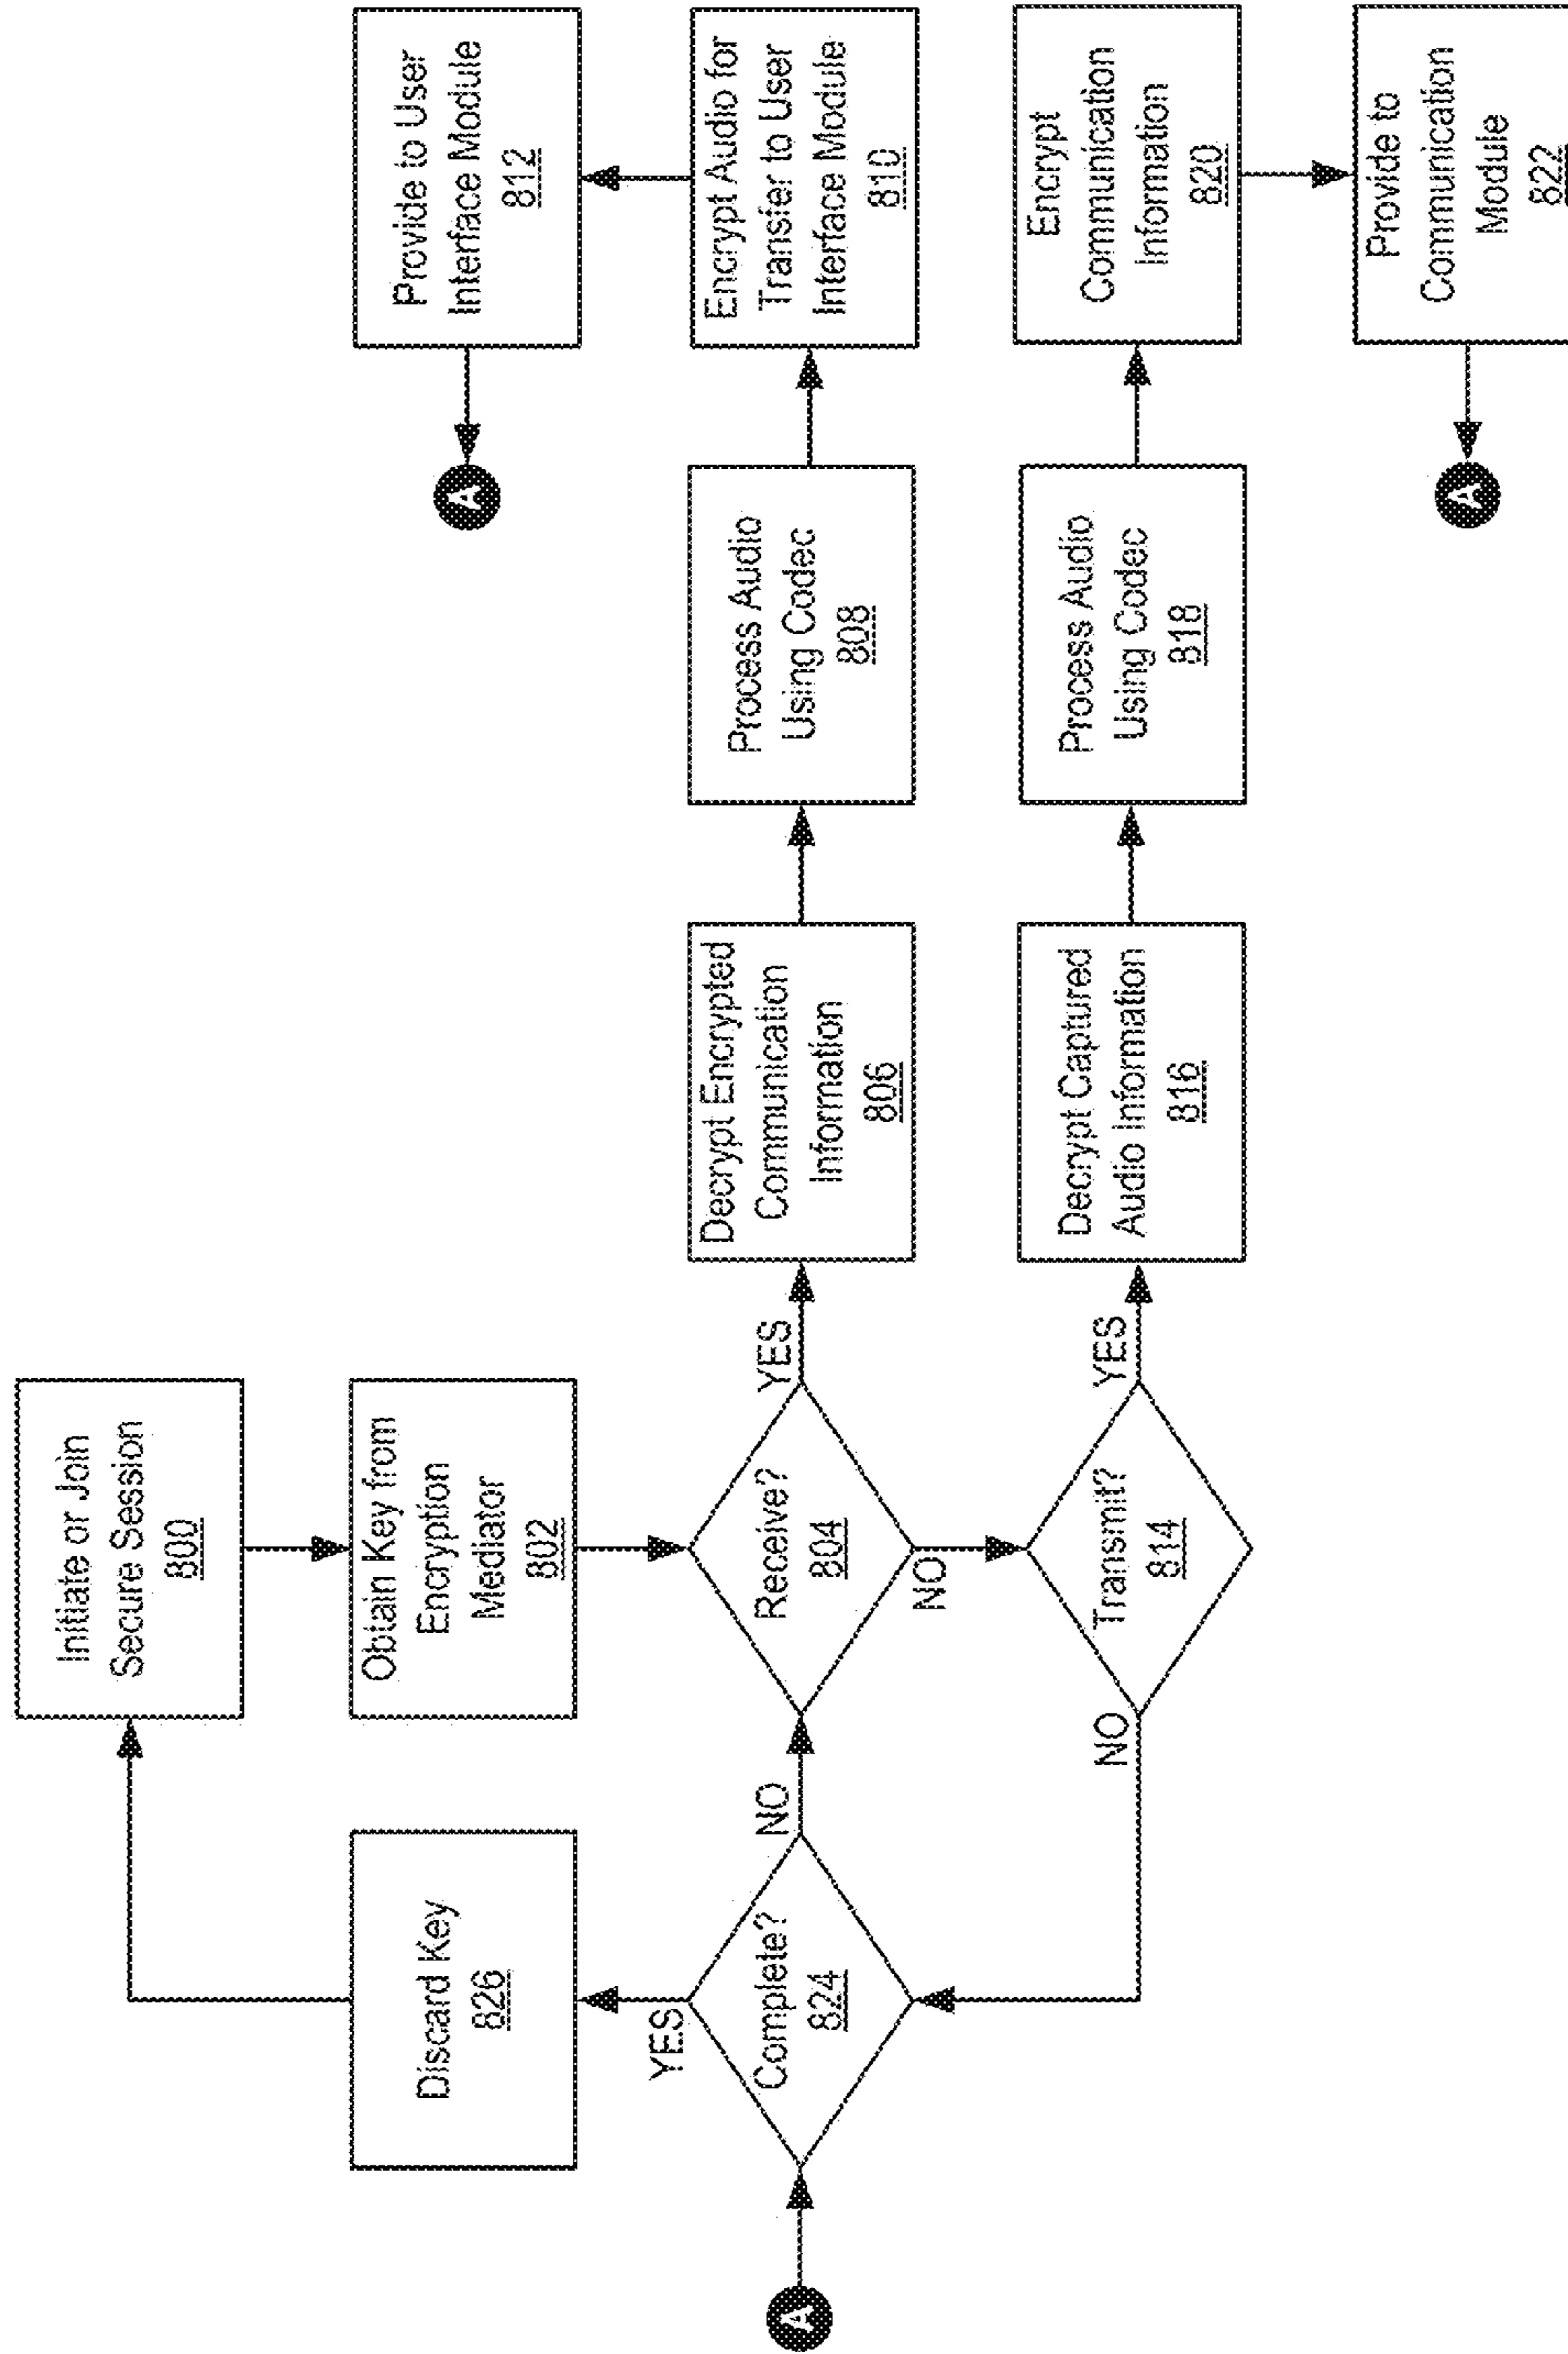 Initiate or Join
Secure Session
800
Obtain Key from
Encryption
Mediator
802
Receive?
804
YES
NO
Decrypt Encrypted
Communication
Information
806
Process Audio
Using Codec
808
Encrypt Audio for
Transfer to User
Interface Module
810
Provide to User
Interface Module
812
A
Transmit?
814
YES
NO
Decrypt Captured
Audio Information
816
Process Audio
Using Codec
818
Encrypt
Communication
Information
820
Provide to
Communication
Module
822
A
A
Complete?
824
NO
YES
Discard Key
826